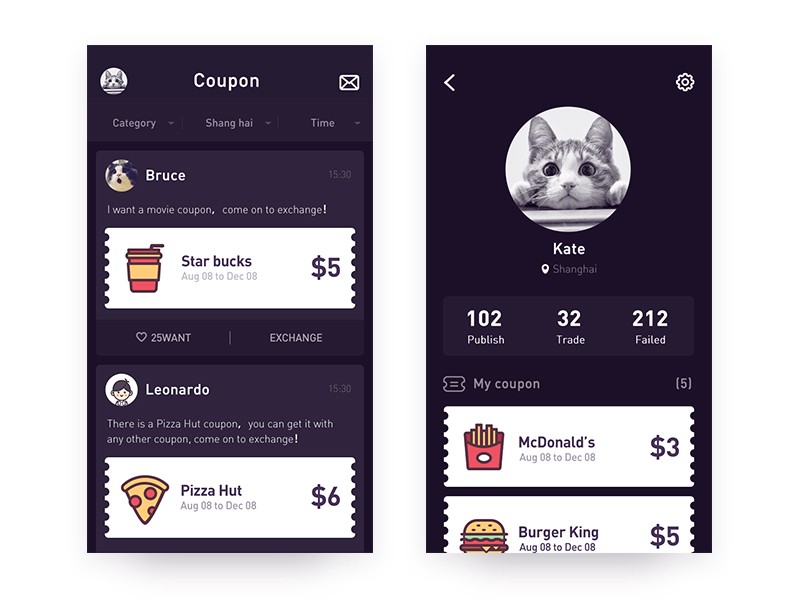 Coupon
Category Shang hai Time
Bruce 15:30
I want a movie coupon, come on to exchange!
Star bucks
Aug 08 to Dec 08
$5
25WANT EXCHANGE
Leonardo 15:30
There is a Pizza Hut coupon, you can get it with
any other coupon, come on to exchange!
Pizza Hut
Aug 08 to Dec 08
$6
Kate
Shanghai
102 32 212
Publish Trade Failed
My coupon (5)
McDonald's
Aug 08 to Dec 08
$3
Burger King
Aug 08 to Dec 08
$5